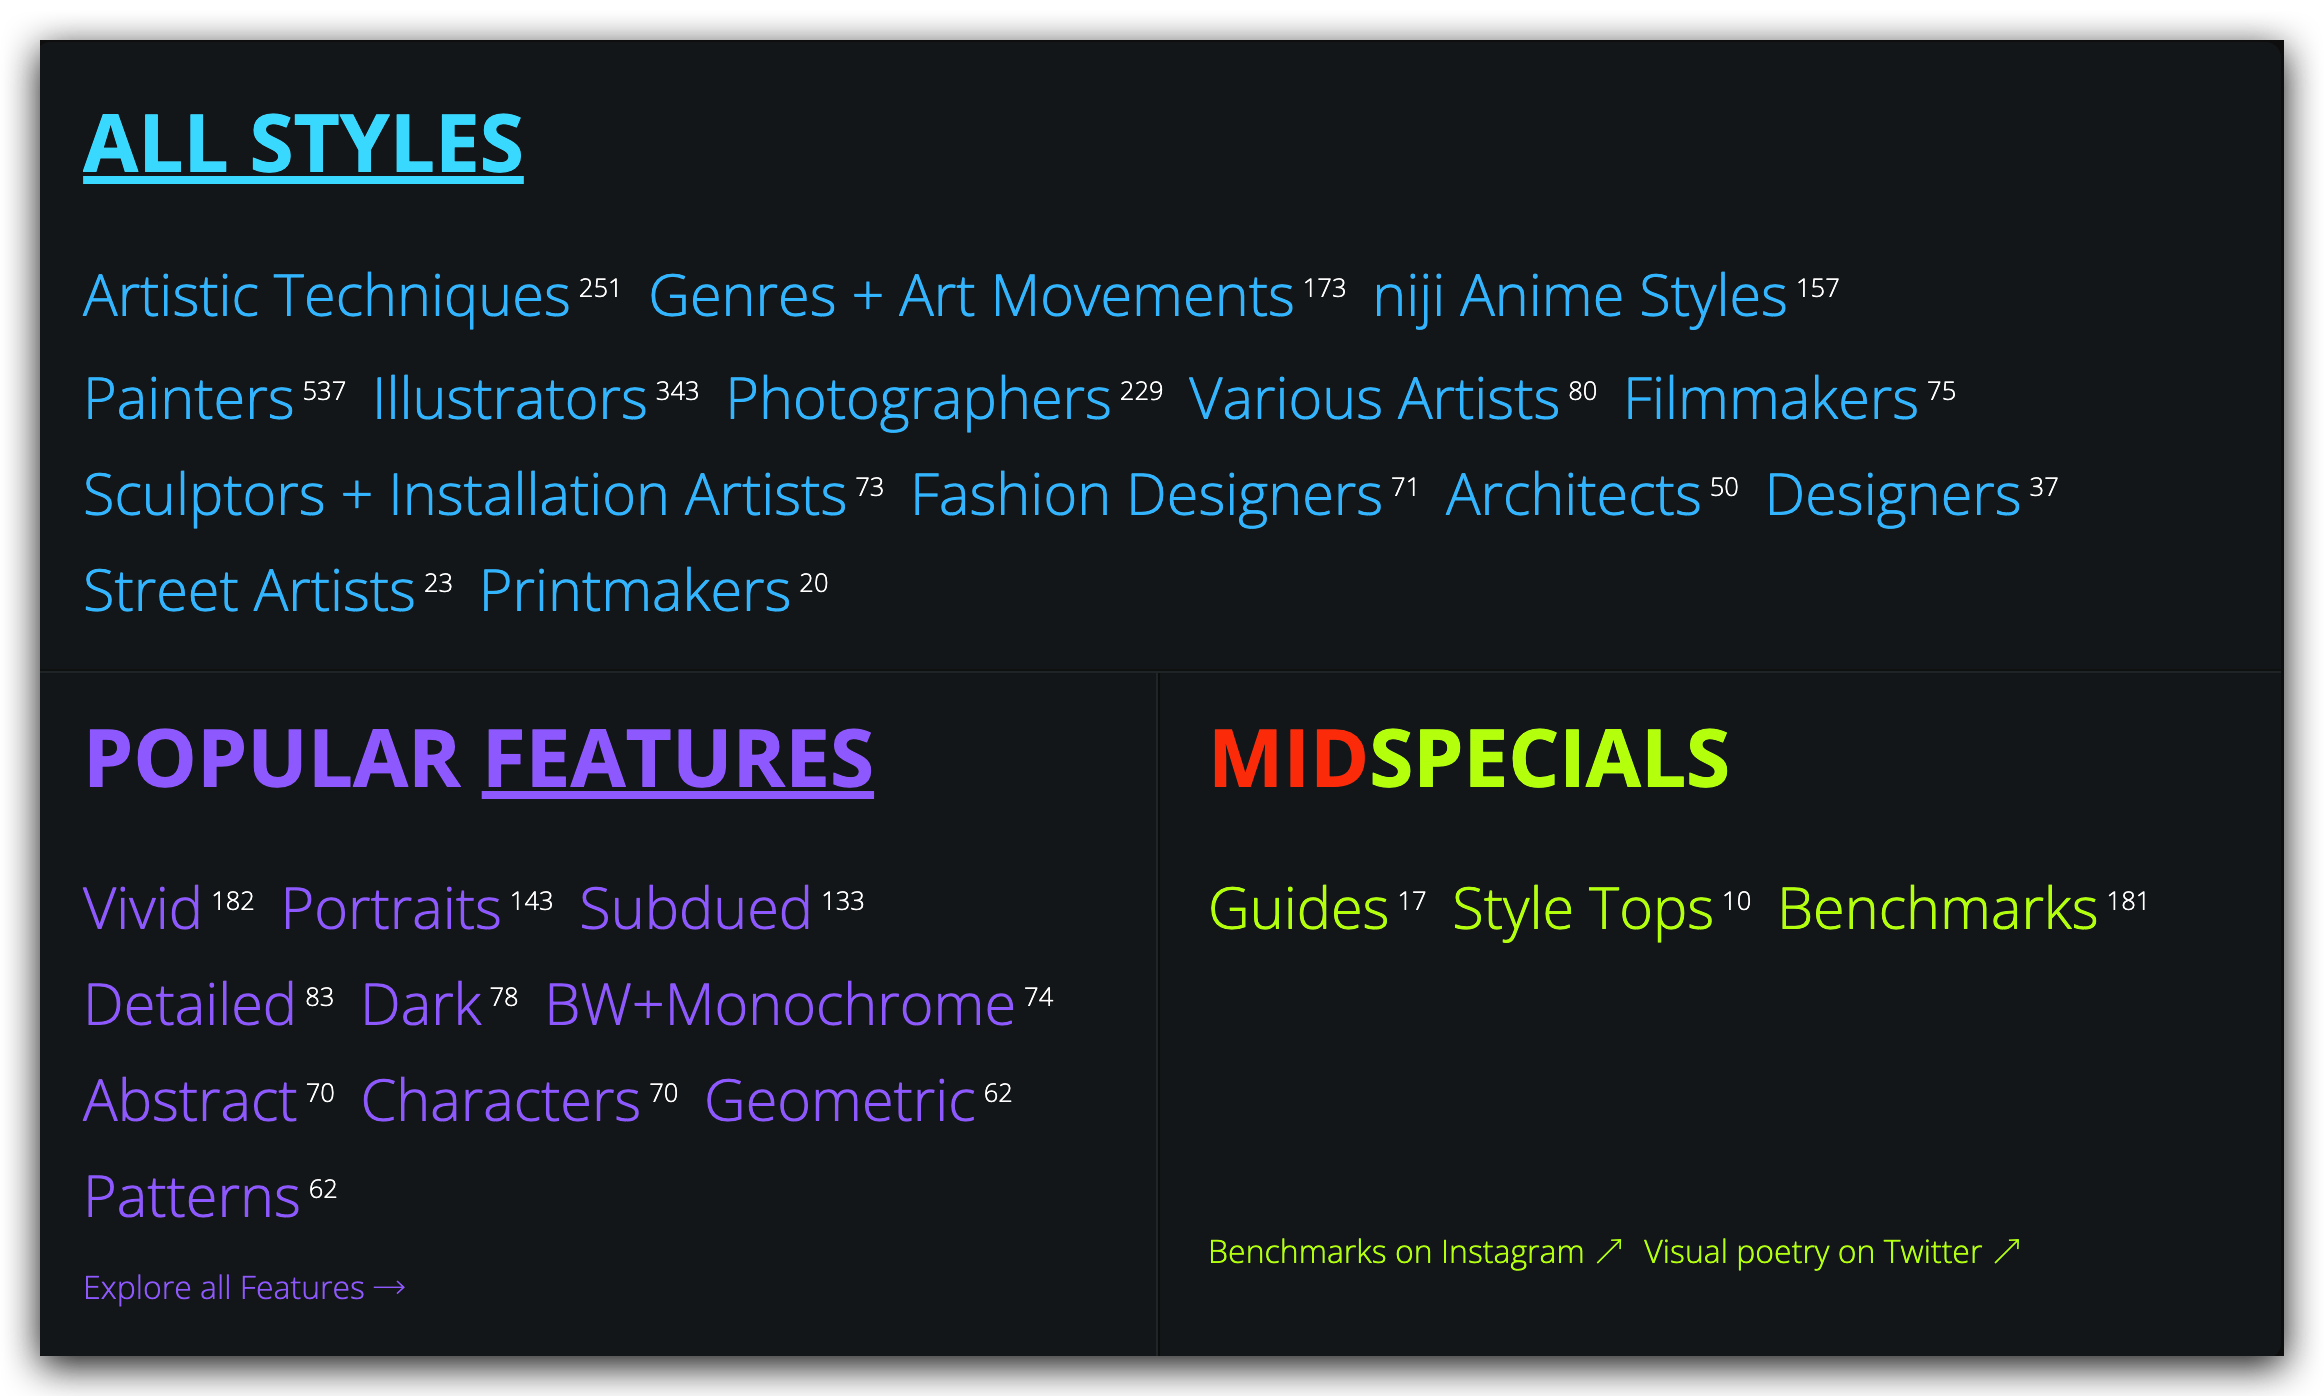 ALL STYLES
Artistic Techniques 251 Genres + Art Movements 173 niji Anime Styles 157
Painters 537 Illustrators 343 Photographers 229 Various Artists 80 Filmmakers 75
Sculptors + Installation Artists 73 Fashion Designers 71 Architects 50 Designers 37
Street Artists 23 Printmakers 20
POPULAR FEATURES
Vivid 182 Portraits 143 Subdued 133
Detailed 83 Dark 78 BW+Monochrome 74
Abstract 70 Characters 70 Geometric 62
Patterns 62
Explore all Features →
MIDSPECIALS
Guides 17 Style Tops 10 Benchmarks 181
Benchmarks on Instagram ↗ Visual poetry on Twitter ↗